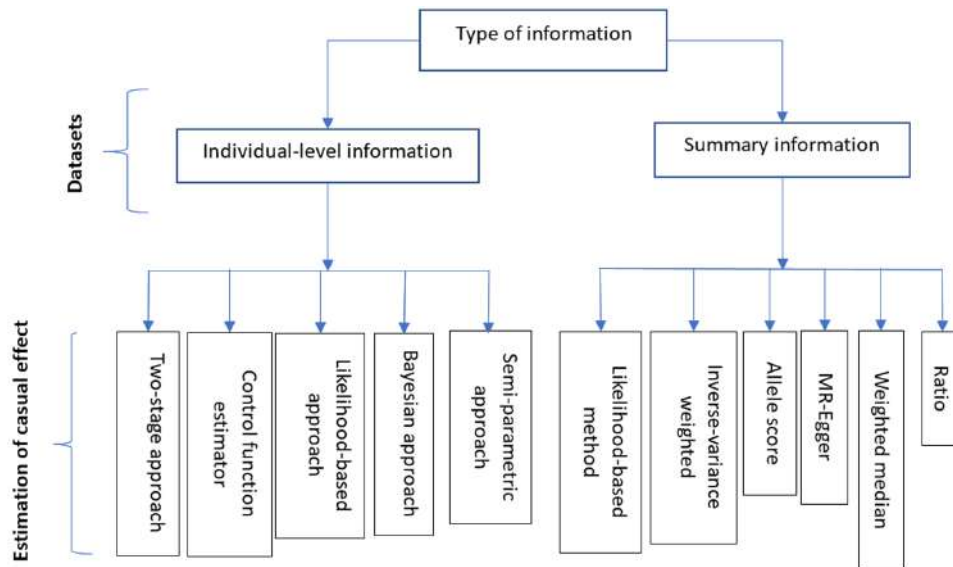 Type of information
Datasets
Individual-level information
Summary information
Estimation of casual effect
Two-stage approach
Control function
estimator
Likelihood-based
approach
Bayesian approach
Semi-parametric
approach
Likelihood-based
method
Inverse-variance
weighted
Allele score
MR-Egger
Weighted median
Ratio